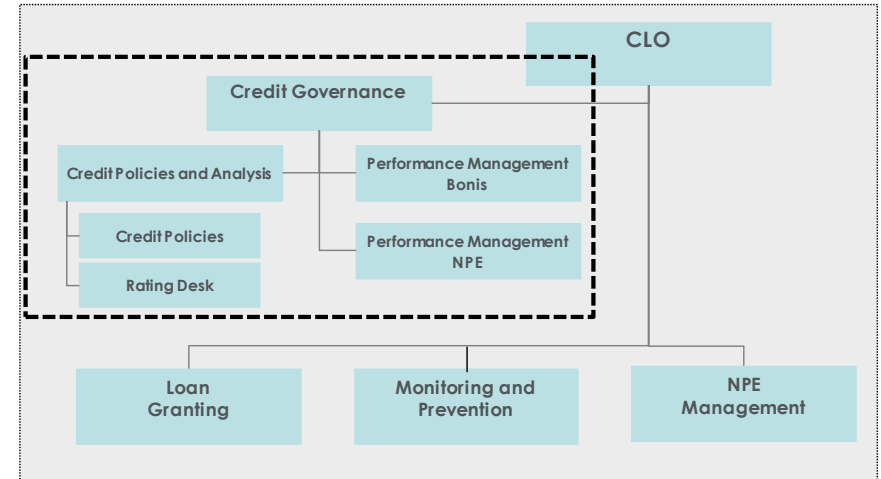 CLO
Credit Governance
Credit Policies and Analysis
Performance Management
Bonis
Credit Policies
Performance Management
NPE
Rating Desk
Loan
Granting
Monitoring and
Prevention
NPE
Management